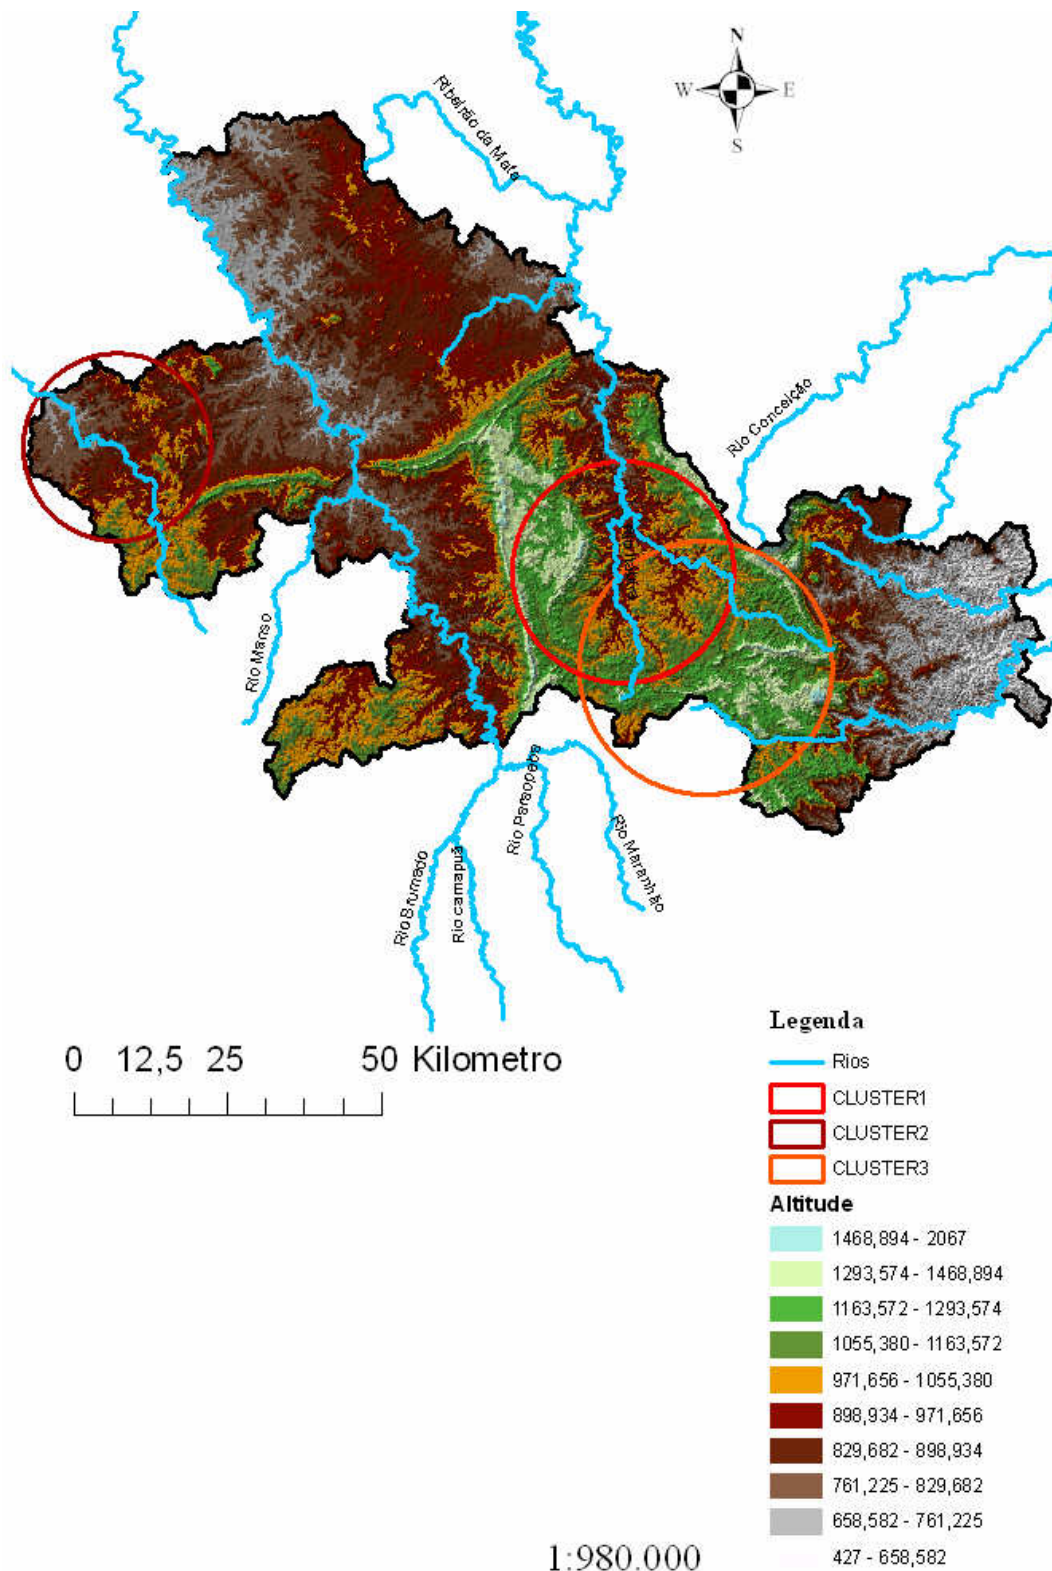 N
W E
S
Ribeirão da Mata
Rio Conceição
Rio Manso
Rio Paraopeba
Rio Maranhão
Rio Brumado
Rio camapuã
Legenda
0 12,5 25 50 Kilometro
Rios
CLUSTER1
CLUSTER2
CLUSTER3
Altitude
1468,894 - 2067
1293,574 - 1468,894
1163,572 - 1293,574
1055,380 - 1163,572
971,656 - 1055,380
898,934 - 971,656
829,682 - 898,934
761,225 - 829,682
658,582 - 761,225
427 - 658,582
1:980.000